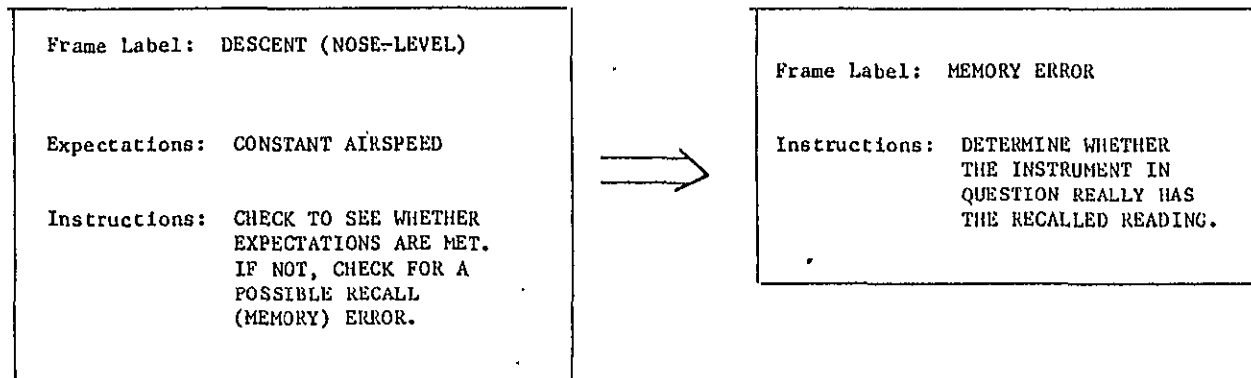 Frame Label: DESCENT (NOSE-LEVEL)
Expectations: CONSTANT AIRSPEED
Instructions: CHECK TO SEE WHETHER
EXPECTATIONS ARE MET.
IF NOT, CHECK FOR A
POSSIBLE RECALL
(MEMORY) ERROR.
Frame Label: MEMORY ERROR
Instructions: DETERMINE WHETHER
THE INSTRUMENT IN
QUESTION REALLY HAS
THE RECALLED READING.